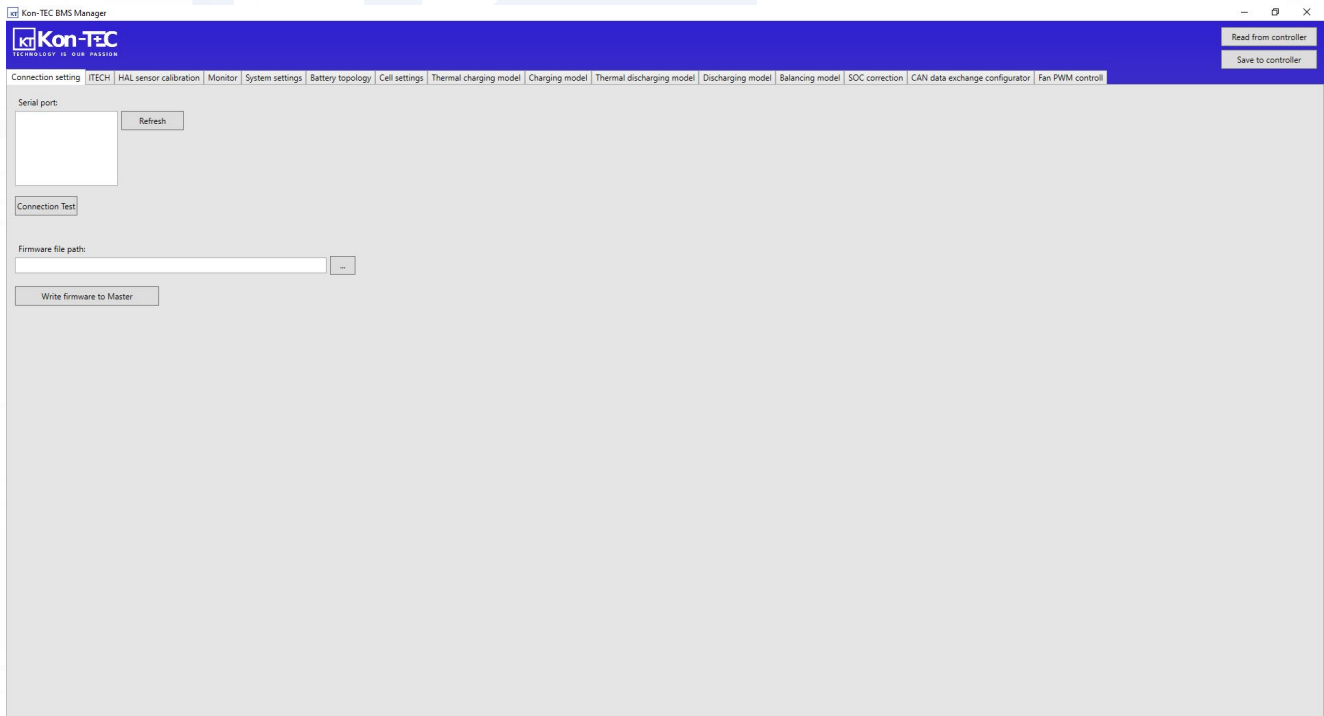 KT Kon-TEC BMS Manager
KT Kon-TEC
TECHNOLOGY IS OUR PASSION
Read from controller
Save to controller
Connection setting ITECH HAL sensor calibration Monitor System settings Battery topology Cell settings Thermal charging model Charging model Thermal discharging model Discharging model Balancing model SOC correction CAN data exchange configurator Fan PWM controll
Serial port:
Refresh
Connection Test
Firmware file path:
...
Write firmware to Master